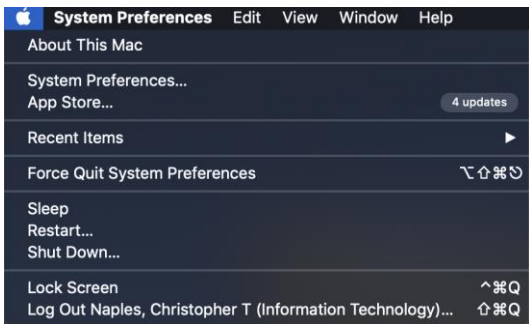 System Preferences Edit View Window Help
About This Mac
System Preferences...
App Store... 4 updates
Recent Items ▶
Force Quit System Preferences ⌥⇧⌘⎋
Sleep
Restart...
Shut Down...
Lock Screen ^⌘Q
Log Out Naples, Christopher T (Information Technology)... ⇧⌘Q